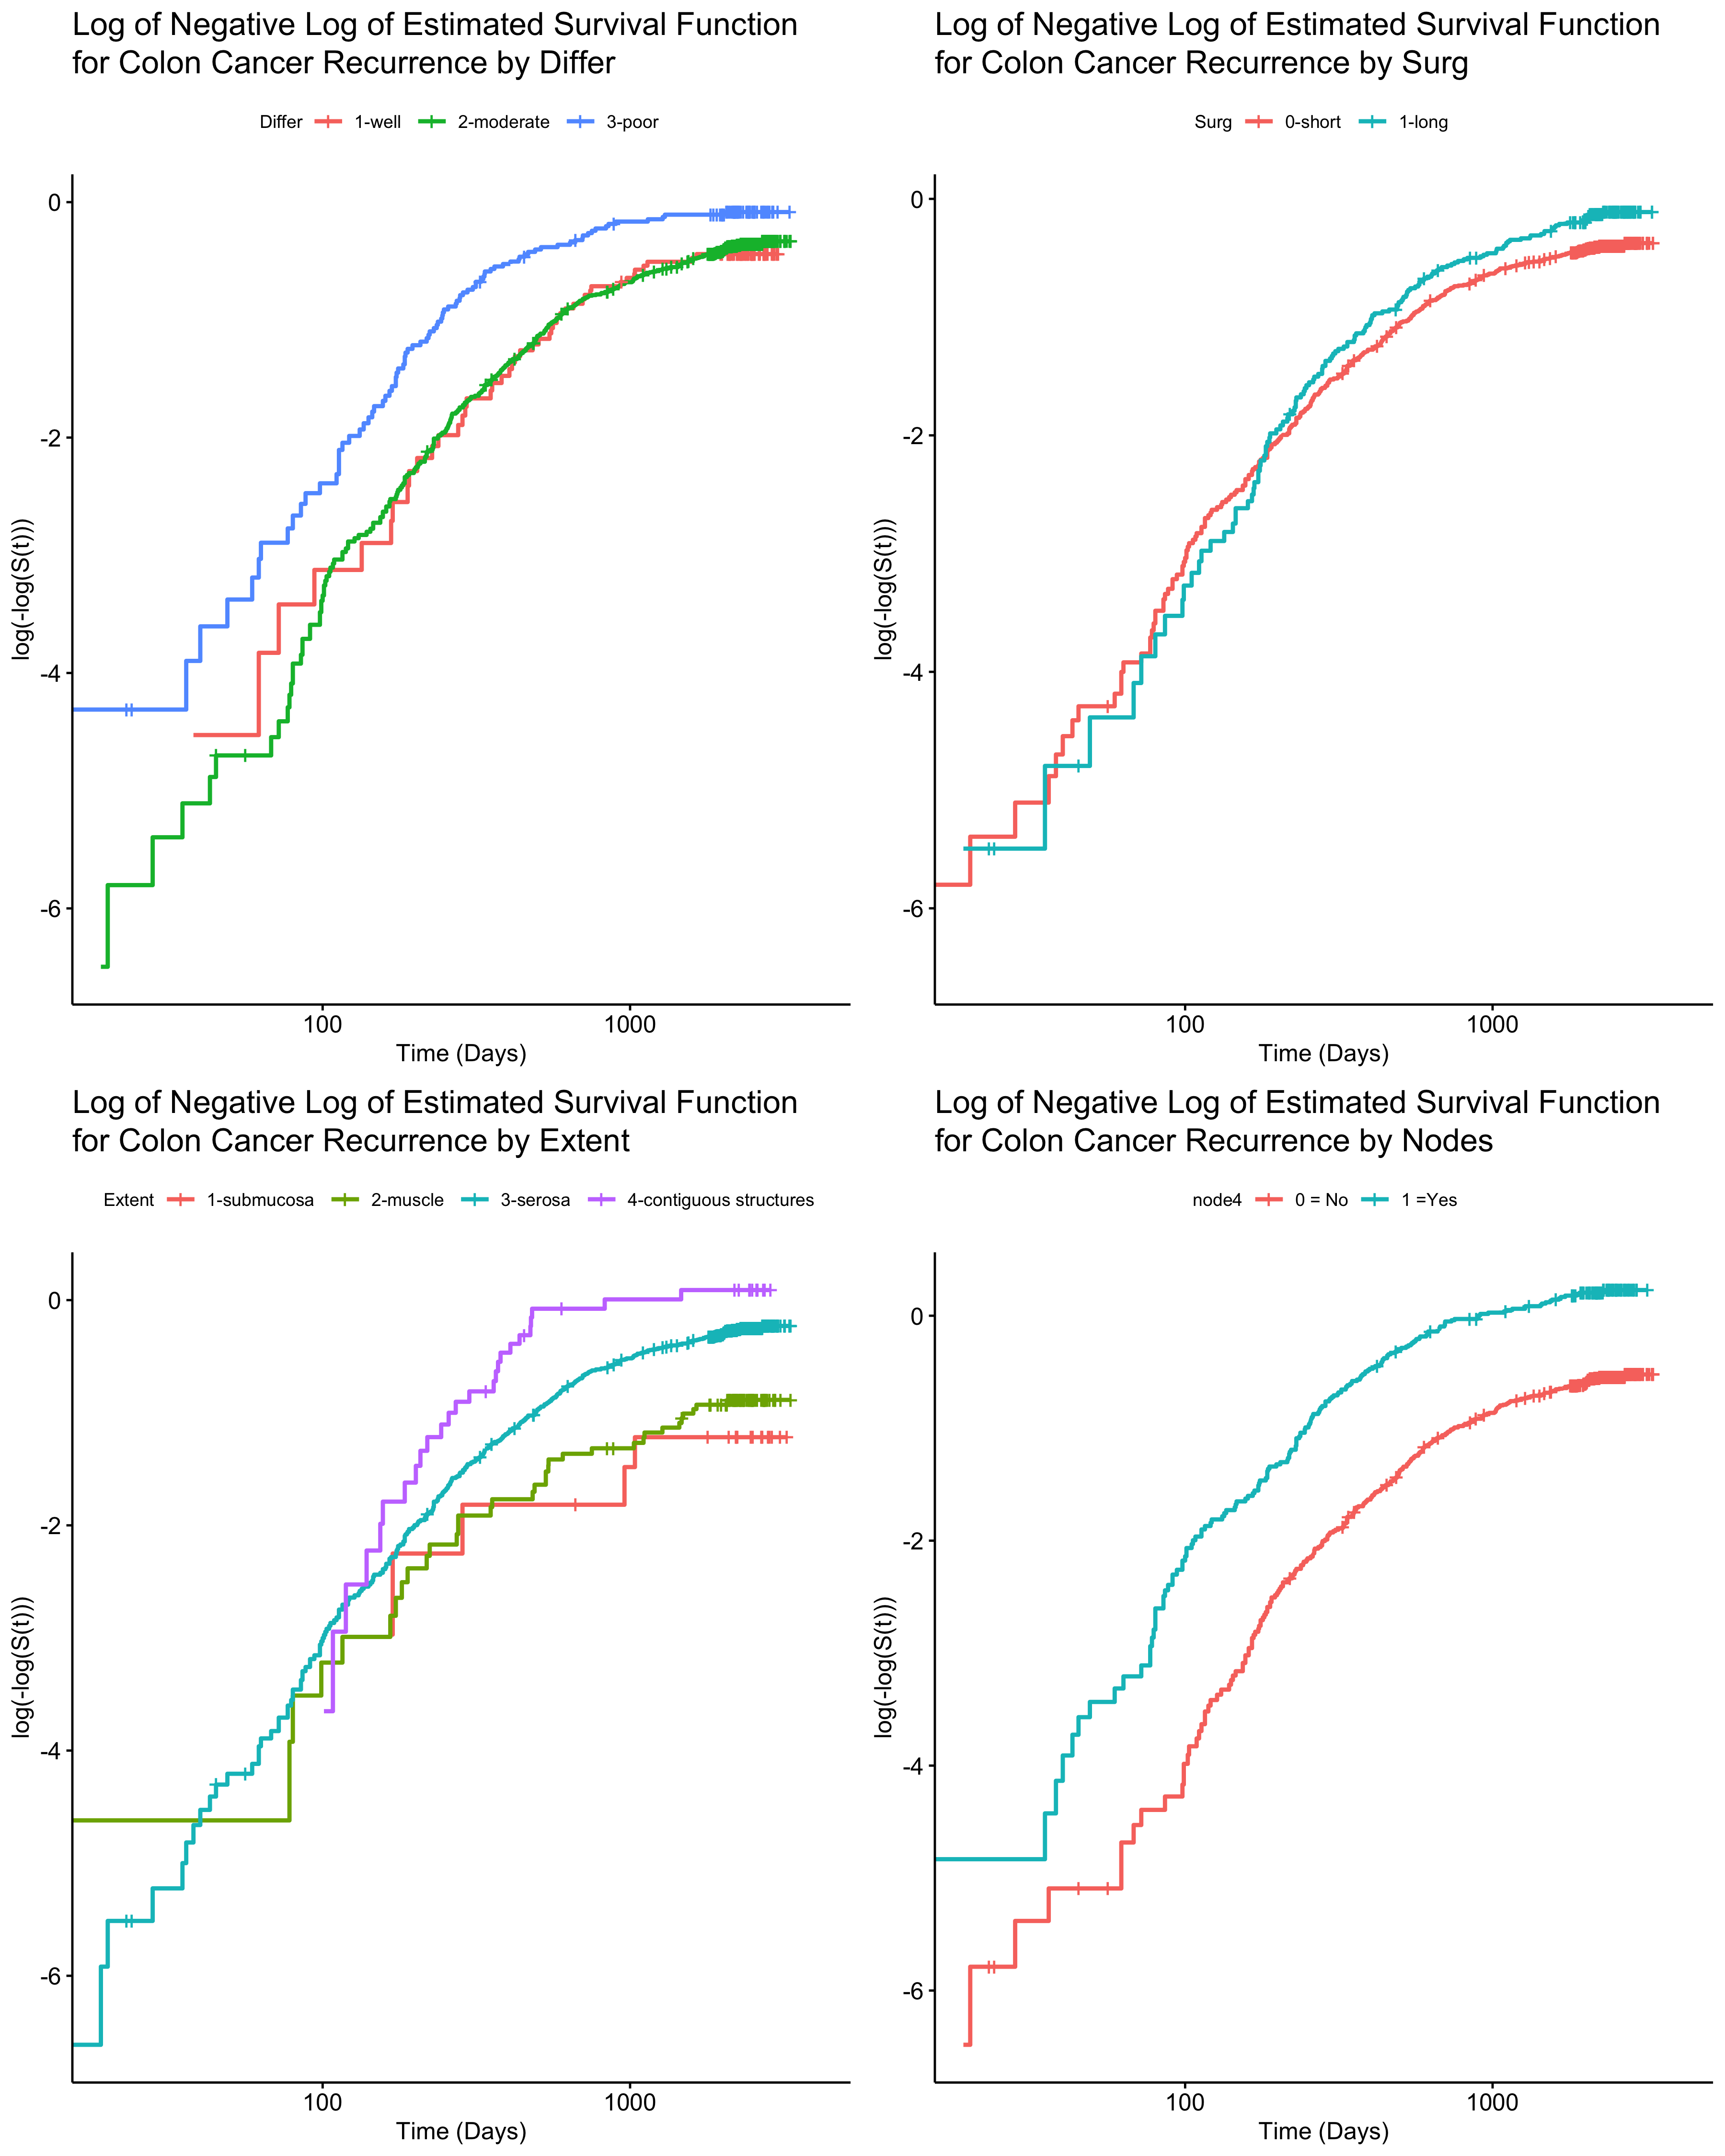 Log of Negative Log of Estimated Survival Function
for Colon Cancer Recurrence by Differ
Differ 1-well 2-moderate 3-poor
log(-log(S(t)))
0
-2
-4
-6
100 1000
Time (Days)
Log of Negative Log of Estimated Survival Function
for Colon Cancer Recurrence by Surg
Surg 0-short 1-long
log(-log(S(t)))
0
-2
-4
-6
100 1000
Time (Days)
Log of Negative Log of Estimated Survival Function
for Colon Cancer Recurrence by Extent
Extent 1-submucosa 2-muscle 3-serosa 4-contiguous structures
log(-log(S(t)))
0
-2
-4
-6
100 1000
Time (Days)
Log of Negative Log of Estimated Survival Function
for Colon Cancer Recurrence by Nodes
node4 0 = No 1 =Yes
log(-log(S(t)))
0
-2
-4
-6
100 1000
Time (Days)